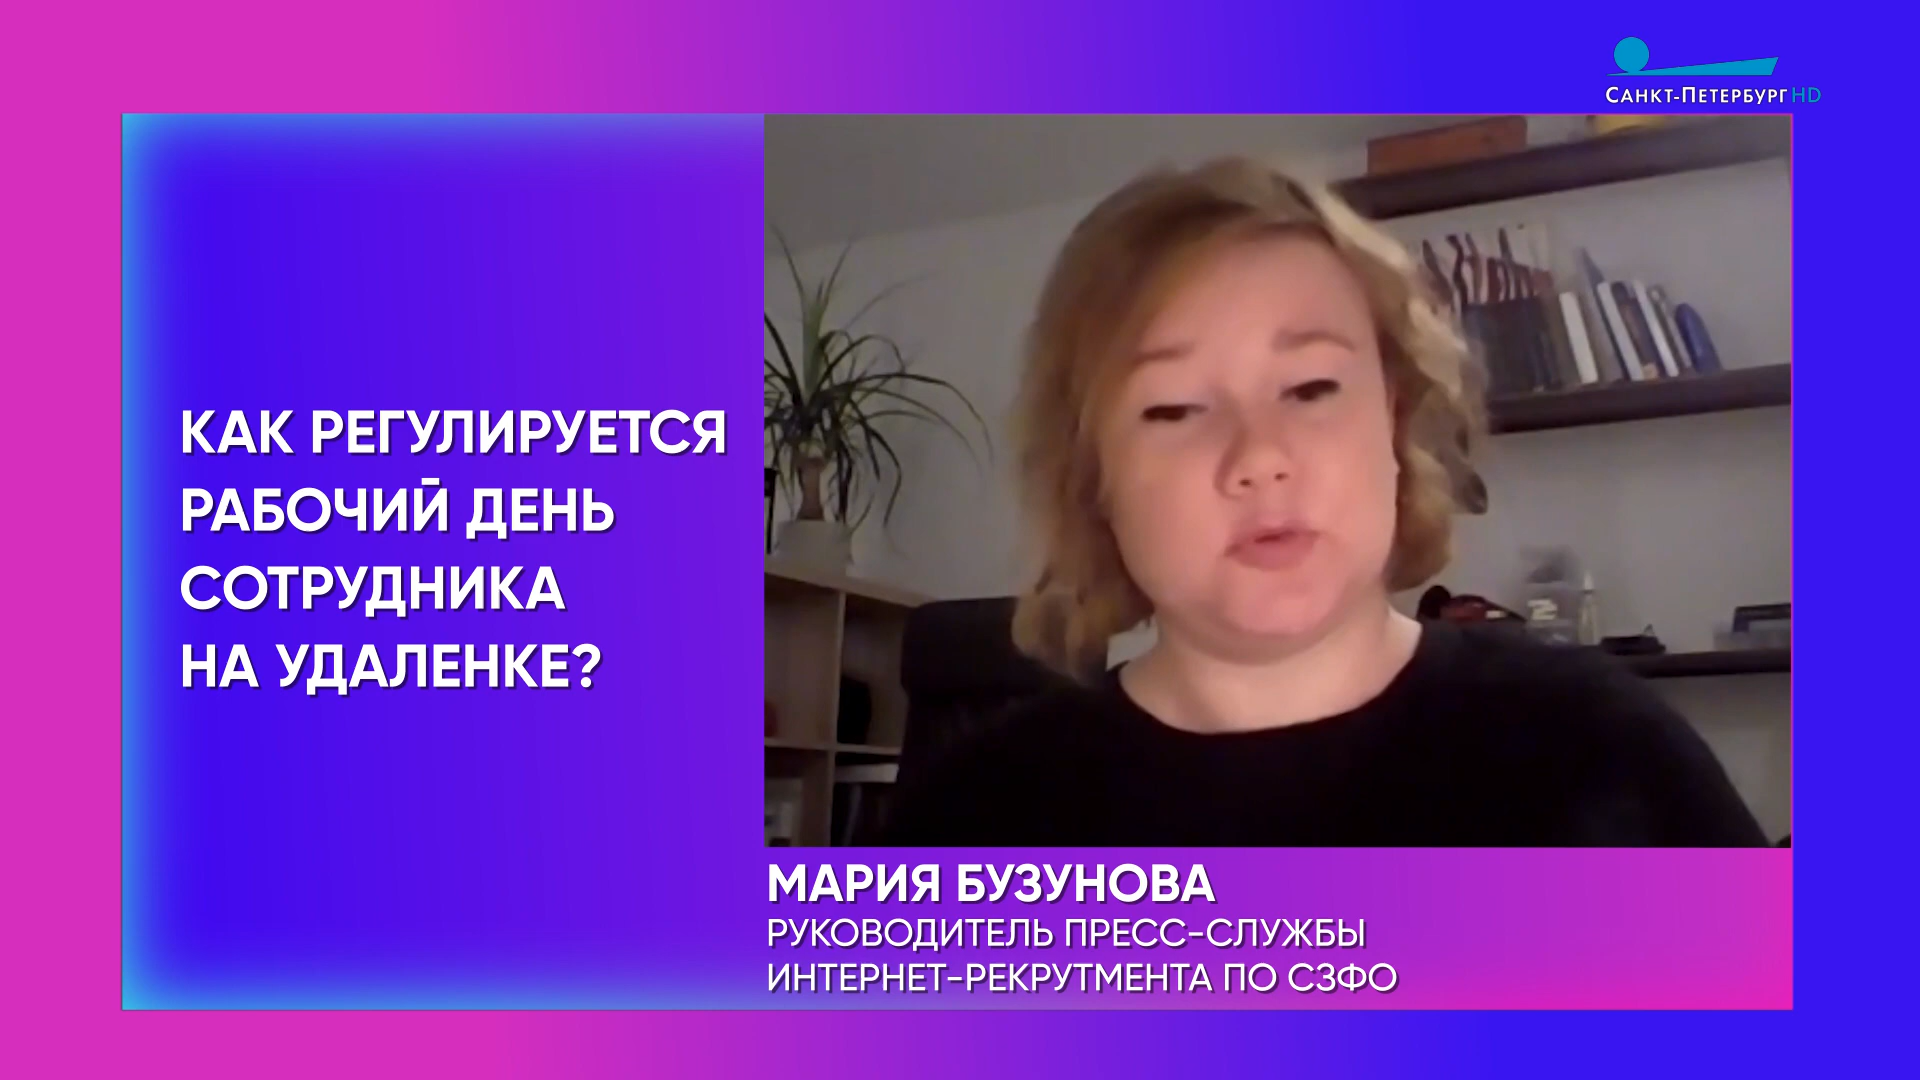 САНКТ-ПЕТЕРБУРГ HD
КАК РЕГУЛИРУЕТСЯ
РАБОЧИЙ ДЕНЬ
СОТРУДНИКА
НА УДАЛЕНКЕ?
МАРИЯ БУЗУНОВА
РУКОВОДИТЕЛЬ ПРЕСС-СЛУЖБЫ
ИНТЕРНЕТ-РЕКРУТМЕНТА ПО СЗФО